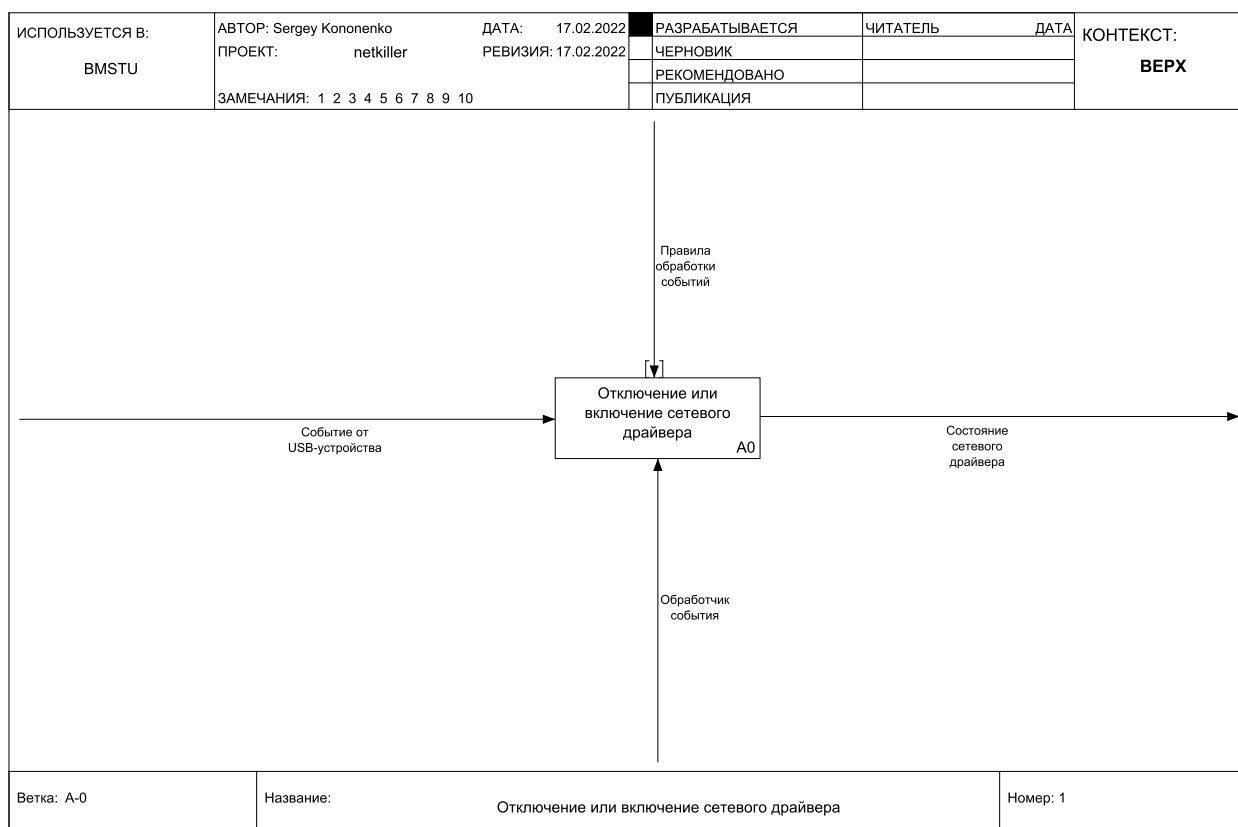 ИСПОЛЬЗУЕТСЯ В:
BMSTU
АВТОР: Sergey Kononenko
ДАТА: 17.02.2022
ПРОЕКТ: netkiller
РЕВИЗИЯ: 17.02.2022
ЗАМЕЧАНИЯ: 1 2 3 4 5 6 7 8 9 10
РАЗРАБАТЫВАЕТСЯ
ЧЕРНОВИК
РЕКОМЕНДОВАНО
ПУБЛИКАЦИЯ
ЧИТАТЕЛЬ
ДАТА
КОНТЕКСТ:
ВЕРХ
Правила
обработки
событий
Отключение или
включение сетевого
драйвера
A0
Событие от
USB-устройства
Состояние
сетевого
драйвера
Обработчик
события
Ветка: A-0
Название:
Отключение или включение сетевого драйвера
Номер: 1